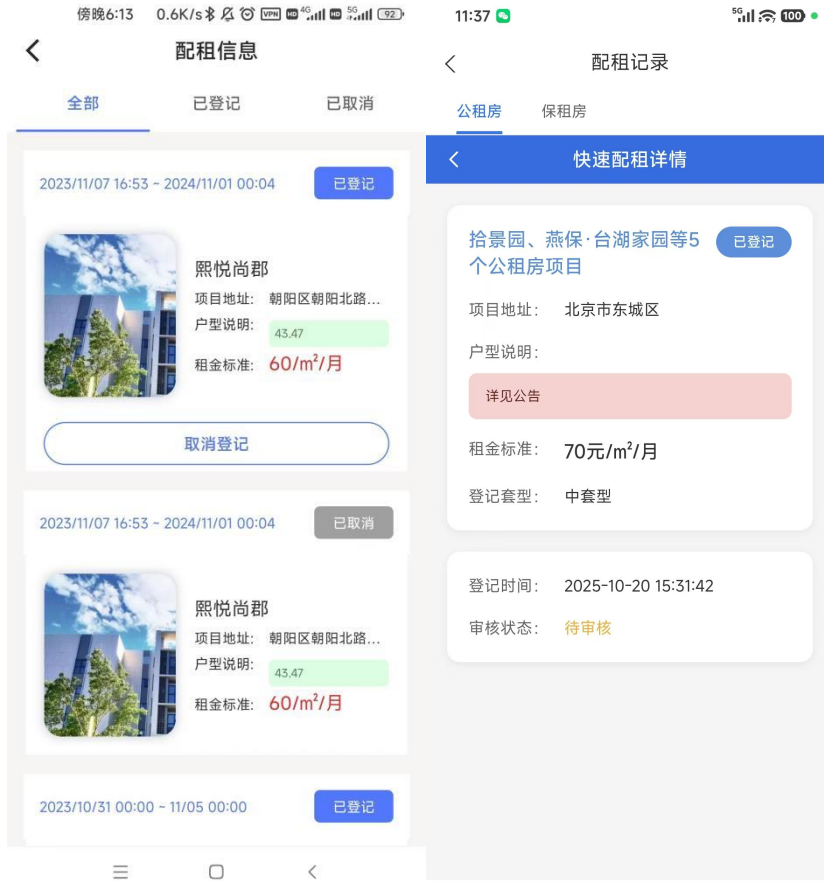 傍晚6:13 0.6K/s VPN HD 4G HD 5G 92
配租信息
全部 已登记 已取消
2023/11/07 16:53 ~ 2024/11/01 00:04 已登记
熙悦尚郡
项目地址: 朝阳区朝阳北路...
户型说明: 43.47
租金标准: 60/m²/月
取消登记
2023/11/07 16:53 ~ 2024/11/01 00:04 已取消
熙悦尚郡
项目地址: 朝阳区朝阳北路...
户型说明: 43.47
租金标准: 60/m²/月
2023/10/31 00:00 ~ 11/05 00:00 已登记
11:37 5G 100
配租记录
公租房 保租房
快速配租详情
拾景园、燕保·台湖家园等5 已登记
个公租房项目
项目地址: 北京市东城区
户型说明:
详见公告
租金标准: 70元/m²/月
登记套型: 中套型
登记时间: 2025-10-20 15:31:42
审核状态: 待审核